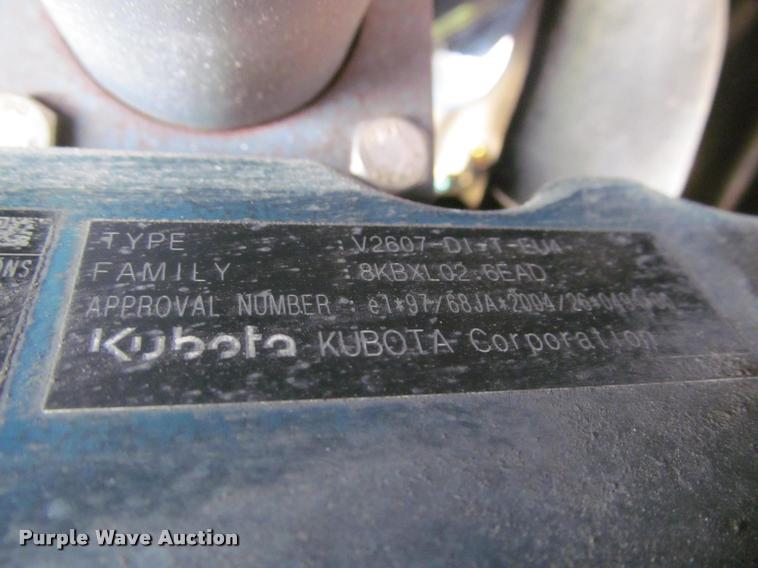 TYPE : V2607-DI-T-EU4
ONS
FAMILY : 8KBXL02.6EAD
APPROVAL NUMBER : e1*97/68JA*2004/26*
Kubota KUBOTA Corporation
Purple Wave Auction